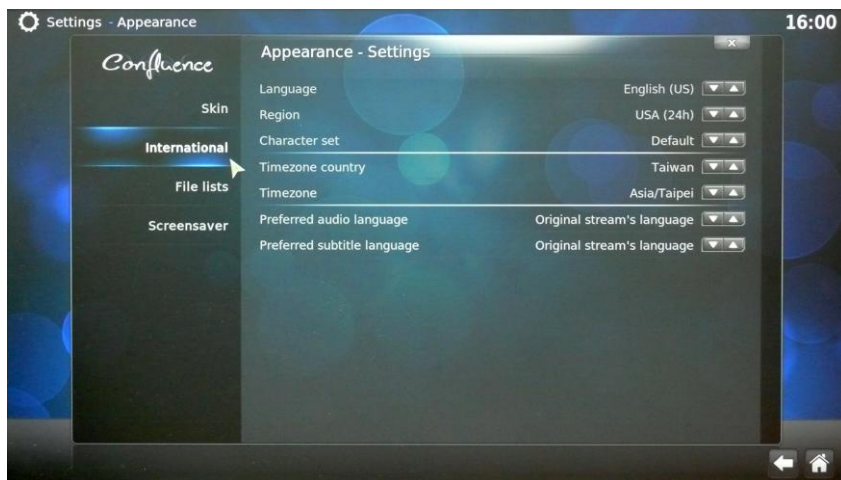 Settings - Appearance
16:00
Confluence
Skin
International
File lists
Screensaver
Appearance - Settings
x
Language English (US)
Region USA (24h)
Character set Default
Timezone country Taiwan
Timezone Asia/Taipei
Preferred audio language Original stream's language
Preferred subtitle language Original stream's language